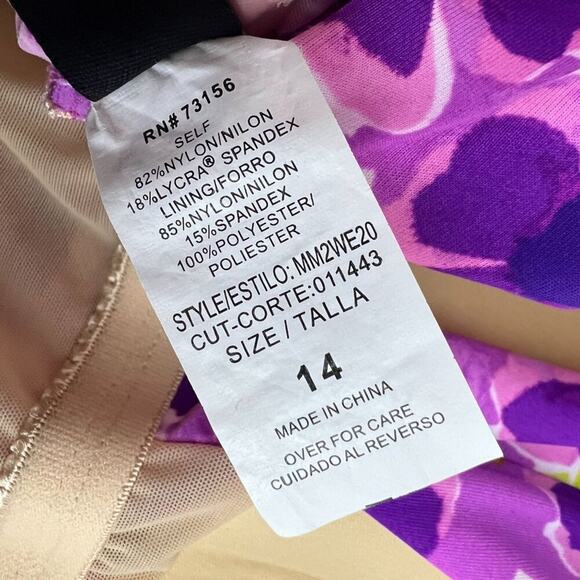 RN# 73156
SELF
82%NYLON/NILON
18%LYCRA® SPANDEX
LINING/FORRO
85%NYLON/NILON
15%SPANDEX
100%POLYESTER/
POLIESTER
STYLE/ESTILO: MM2WE20
CUT-CORTE:011443
SIZE / TALLA
14
MADE IN CHINA
OVER FOR CARE
CUIDADO AL REVERSO